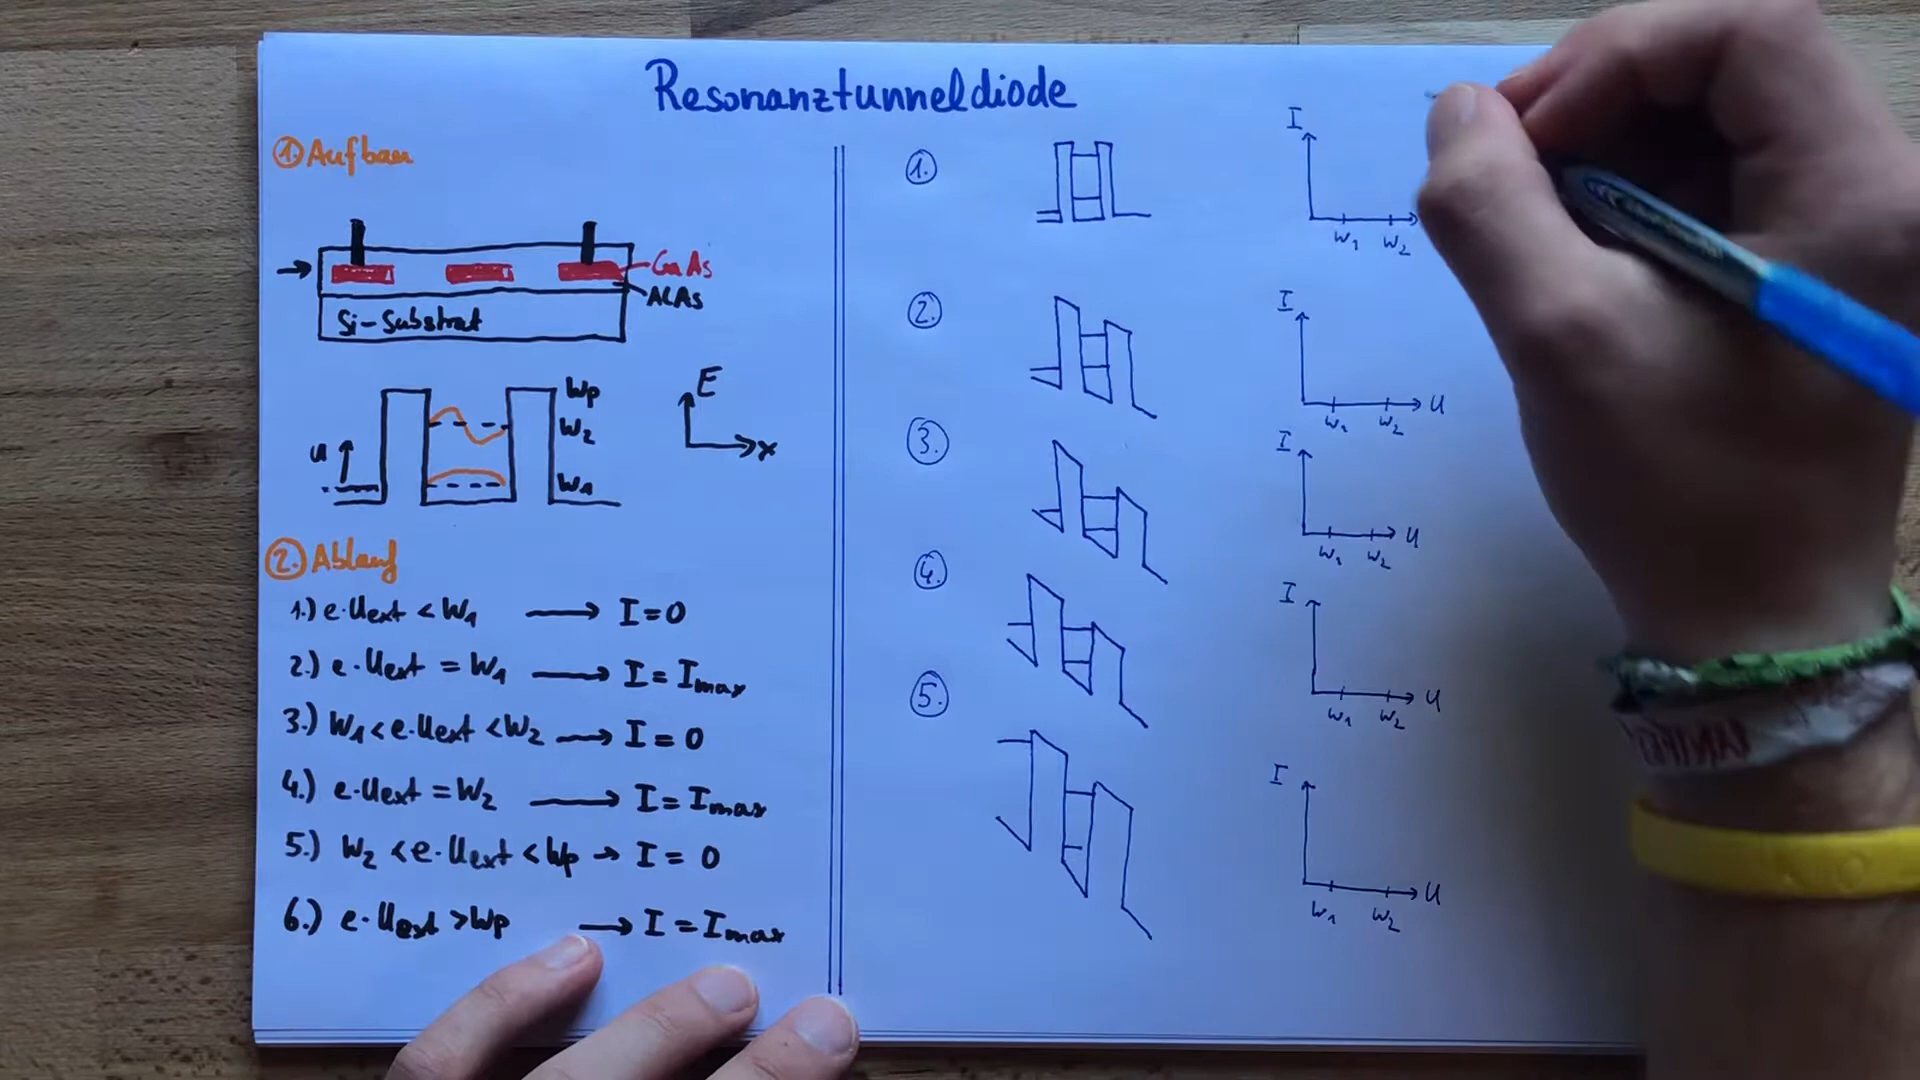 Resonanztunneldiode
① Aufbau
GaAs
AlAs
Si-Substrat
Wp
W2
W1
u
E
x
② Ablauf
1.) e·Uext < W1 → I=0
2.) e·Uext = W1 → I=Imax
3.) W1<e·Uext<W2 → I=0
4.) e·Uext=W2 → I=Imax
5.) W2<e·Uext<Wp → I=0
6.) e·Uext>Wp → I=Imax
①.
I
W1 W2
②.
I
U
W1 W2
③.
I
U
W1 W2
④.
I
U
W1 W2
⑤.
I
U
W1 W2